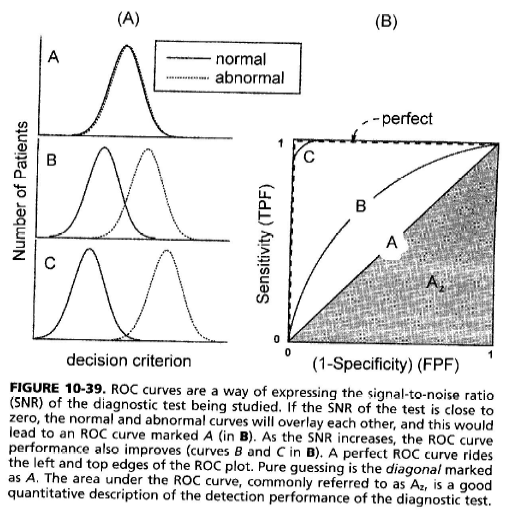 (A)
(B)
A
normal
abnormal
B
C
Number of Patients
decision criterion
perfect
1
C
B
A
Az
Sensitivity (TPF)
0
0
(1-Specificity) (FPF)
1
FIGURE 10-39. ROC curves are a way of expressing the signal-to-noise ratio
(SNR) of the diagnostic test being studied. If the SNR of the test is close to
zero, the normal and abnormal curves will overlay each other, and this would
lead to an ROC curve marked A (in B). As the SNR increases, the ROC curve
performance also improves (curves B and C in B). A perfect ROC curve rides
the left and top edges of the ROC plot. Pure guessing is the diagonal marked
as A. The area under the ROC curve, commonly referred to as Az, is a good
quantitative description of the detection performance of the diagnostic test.